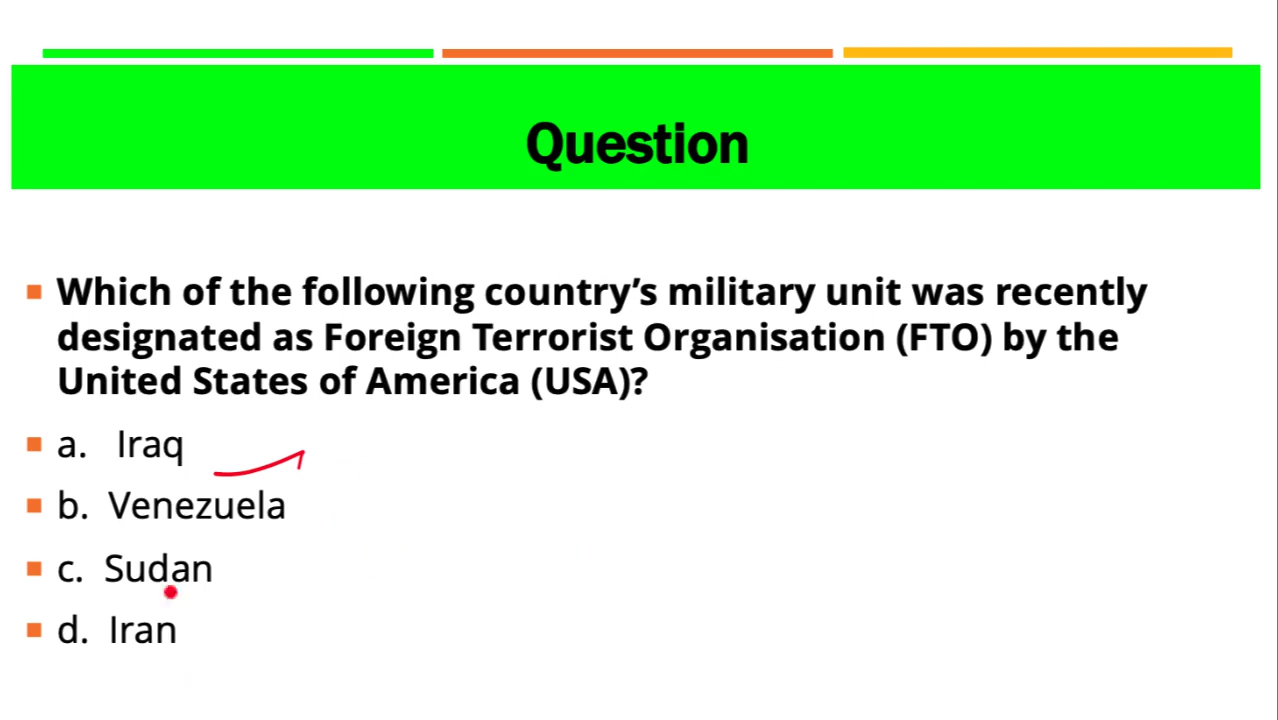 Question
Which of the following country’s military unit was recently
designated as Foreign Terrorist Organisation (FTO) by the
United States of America (USA)?
a. Iraq
b. Venezuela
c. Sudan
d. Iran